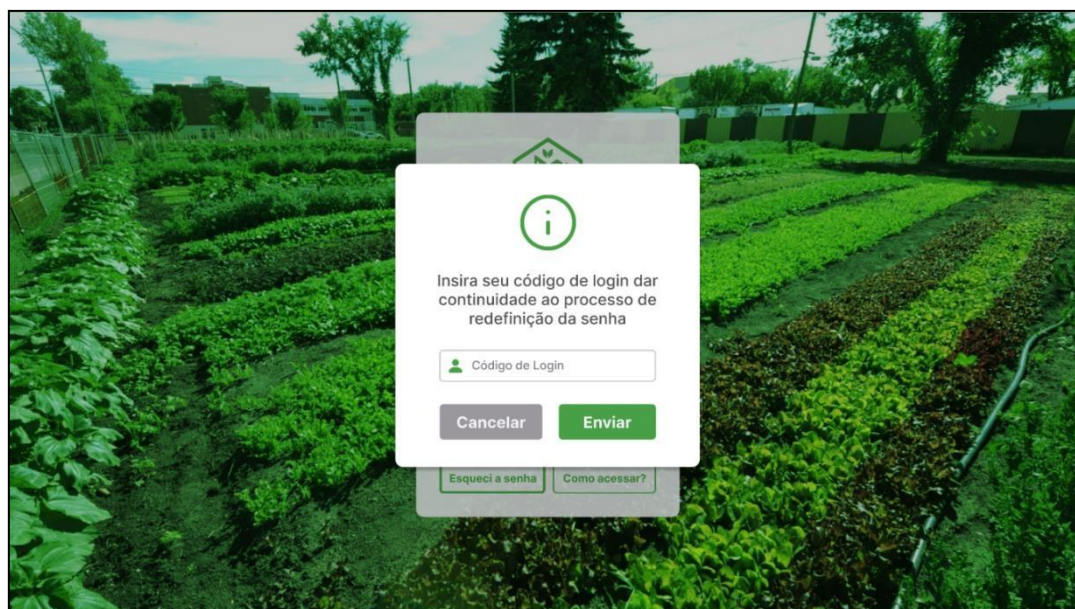 Insira seu código de login dar
continuidade ao processo de
redefinição da senha
Código de Login
Cancelar Enviar
Esqueci a senha Como acessar?